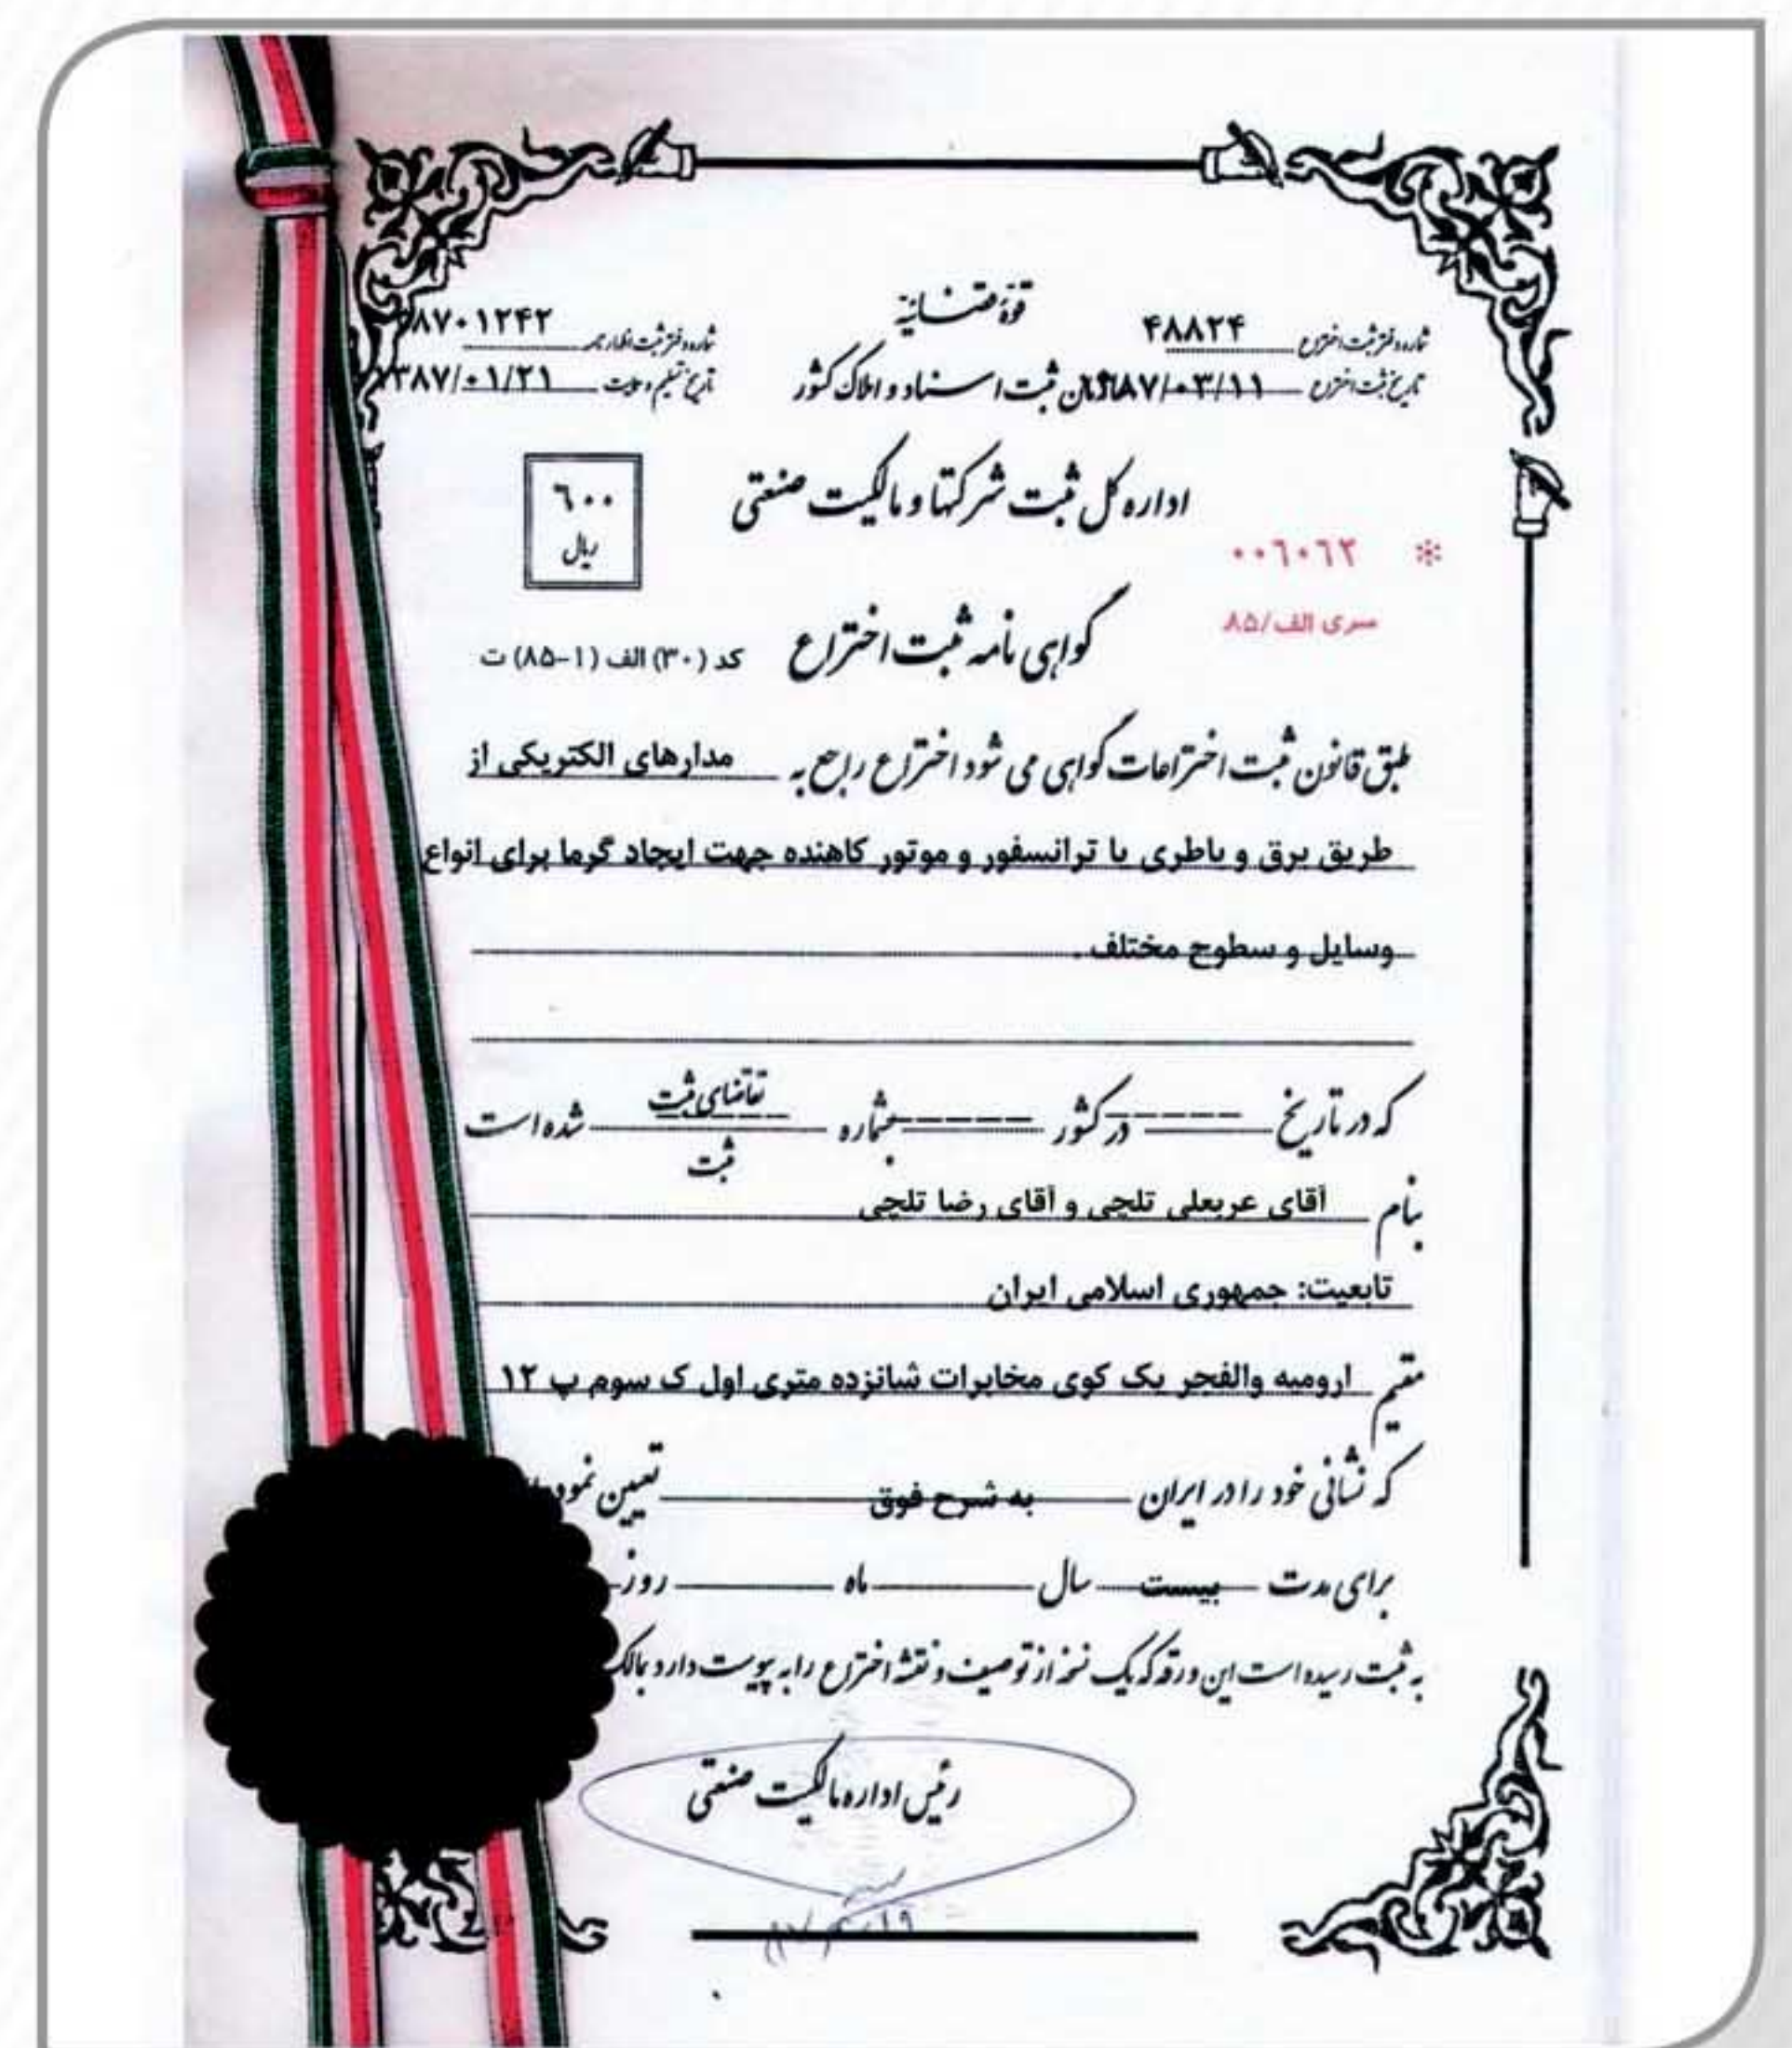 قوۀ قضائیه
شماره دفتر ثبت اختراع ۴۸۸۲۴
شماره دفتر ثبت اظهارنامه ۸۷۰۱۲۴۲
سازمان ثبت اسناد و املاک کشور
تاریخ ثبت اختراع ۸۷/۰۳/۱۱
تاریخ تسلیم و حمایت ۱۳۸۷/۰۱/۲۱
اداره کل ثبت شرکتها و مالکیت صنعتی
۶۰۰
ریال
* ۰۰۶۰۶۲
سری الف/۸۵
گواهی نامه ثبت اختراع
کد (۳۰) الف (۱-۸۵) ت
طبق قانون ثبت اختراعات گواهی می شود اختراع راجع به مدارهای الکتریکی از
طریق برق و باطری با ترانسفور و موتور کاهنده جهت ایجاد گرما برای انواع
وسایل و سطوح مختلف .
که در تاریخ ------ در کشور ------ بشماره تقاضای ثبت شده است
ثبت
بنام آقای عربعلی تلچی و آقای رضا تلچی
تابعیت: جمهوری اسلامی ایران
مقیم ارومیه والفجر یک کوی مخابرات شانزده متری اول ک سوم پ ۱۲
که نشانی خود را در ایران به شرح فوق تعیین
برای مدت بیست سال ماه روز
به ثبت رسیده است این ورقه که یک نسخه از توصیف و نقشه اختراع را به پیوست دارد بمالک
رئیس اداره مالکیت صنعتی